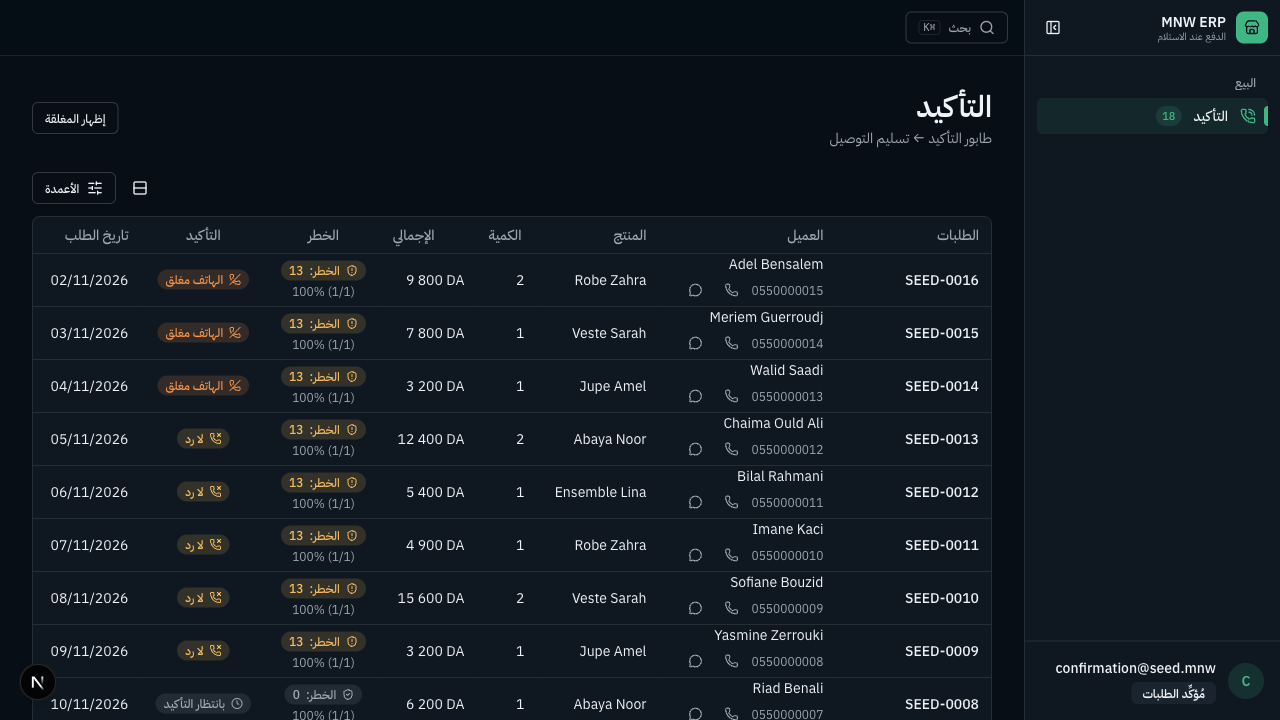 MNW ERP
الدفع عند الاستلام
البيع
التأكيد 18
confirmation@seed.mnw
مُؤكِّد الطلبات
C
بحث ⌘K
التأكيد
طابور التأكيد ← تسليم التوصيل
إظهار المغلقة
الأعمدة
الطلبات العميل المنتج الكمية الإجمالي الخطر التأكيد تاريخ الطلب
SEED-0016 Adel Bensalem 0550000015 Robe Zahra 2 9 800 DA الخطر: 13 100% (1/1) الهاتف مغلق 02/11/2026
SEED-0015 Meriem Guerroudj 0550000014 Veste Sarah 1 7 800 DA الخطر: 13 100% (1/1) الهاتف مغلق 03/11/2026
SEED-0014 Walid Saadi 0550000013 Jupe Amel 1 3 200 DA الخطر: 13 100% (1/1) الهاتف مغلق 04/11/2026
SEED-0013 Chaima Ould Ali 0550000012 Abaya Noor 2 12 400 DA الخطر: 13 100% (1/1) لا رد 05/11/2026
SEED-0012 Bilal Rahmani 0550000011 Ensemble Lina 1 5 400 DA الخطر: 13 100% (1/1) لا رد 06/11/2026
SEED-0011 Imane Kaci 0550000010 Robe Zahra 1 4 900 DA الخطر: 13 100% (1/1) لا رد 07/11/2026
SEED-0010 Sofiane Bouzid 0550000009 Veste Sarah 2 15 600 DA الخطر: 13 100% (1/1) لا رد 08/11/2026
SEED-0009 Yasmine Zerrouki 0550000008 Jupe Amel 1 3 200 DA الخطر: 13 100% (1/1) لا رد 09/11/2026
SEED-0008 Riad Benali 0550000007 Abaya Noor 1 6 200 DA الخطر: 0 100% (1/1) بانتظار التأكيد 10/11/2026
N